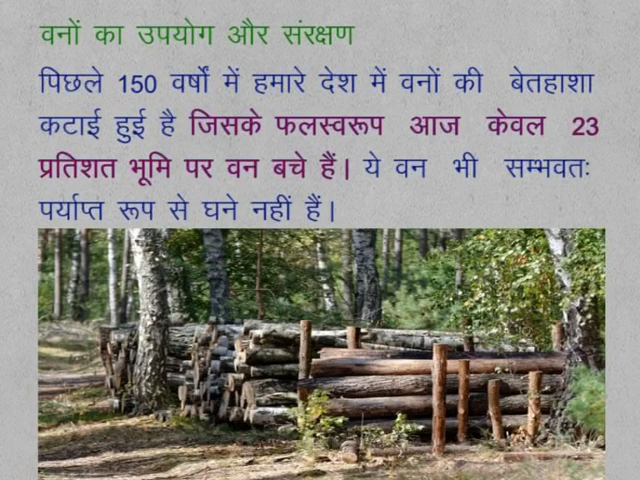 वनों का उपयोग और संरक्षण
पिछले 150 वर्षों में हमारे देश में वनों की बेतहाशा
कटाई हुई है जिसके फलस्वरूप आज केवल 23
प्रतिशत भूमि पर वन बचे हैं। ये वन भी सम्भवतः
पर्याप्त रूप से घने नहीं हैं।